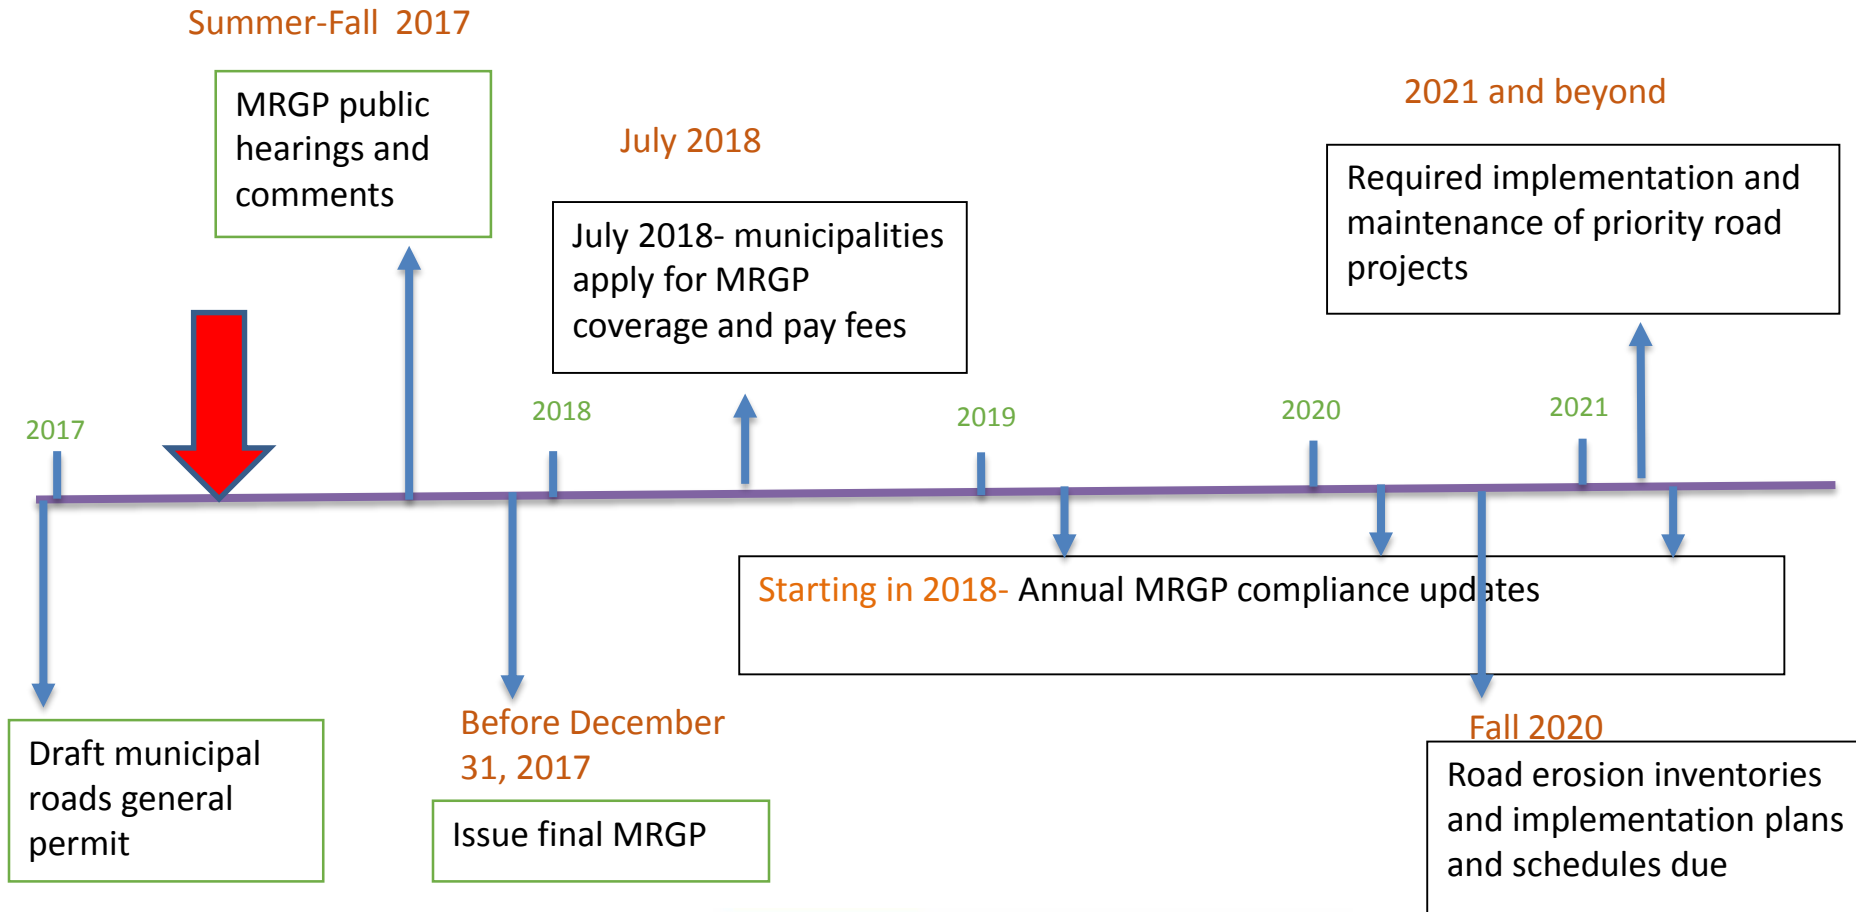 Summer-Fall  2017
MRGP public
hearings and
comments
July 2018
July 2018- municipalities
apply for MRGP
coverage and pay fees
2021 and beyond
Required implementation and
maintenance of priority road
projects
2017
2018
2019
2020
2021
Starting in 2018- Annual MRGP compliance updates
Draft municipal
roads general
permit
Before December
31, 2017
Issue final MRGP
Fall 2020
Road erosion inventories
and implementation plans
and schedules due